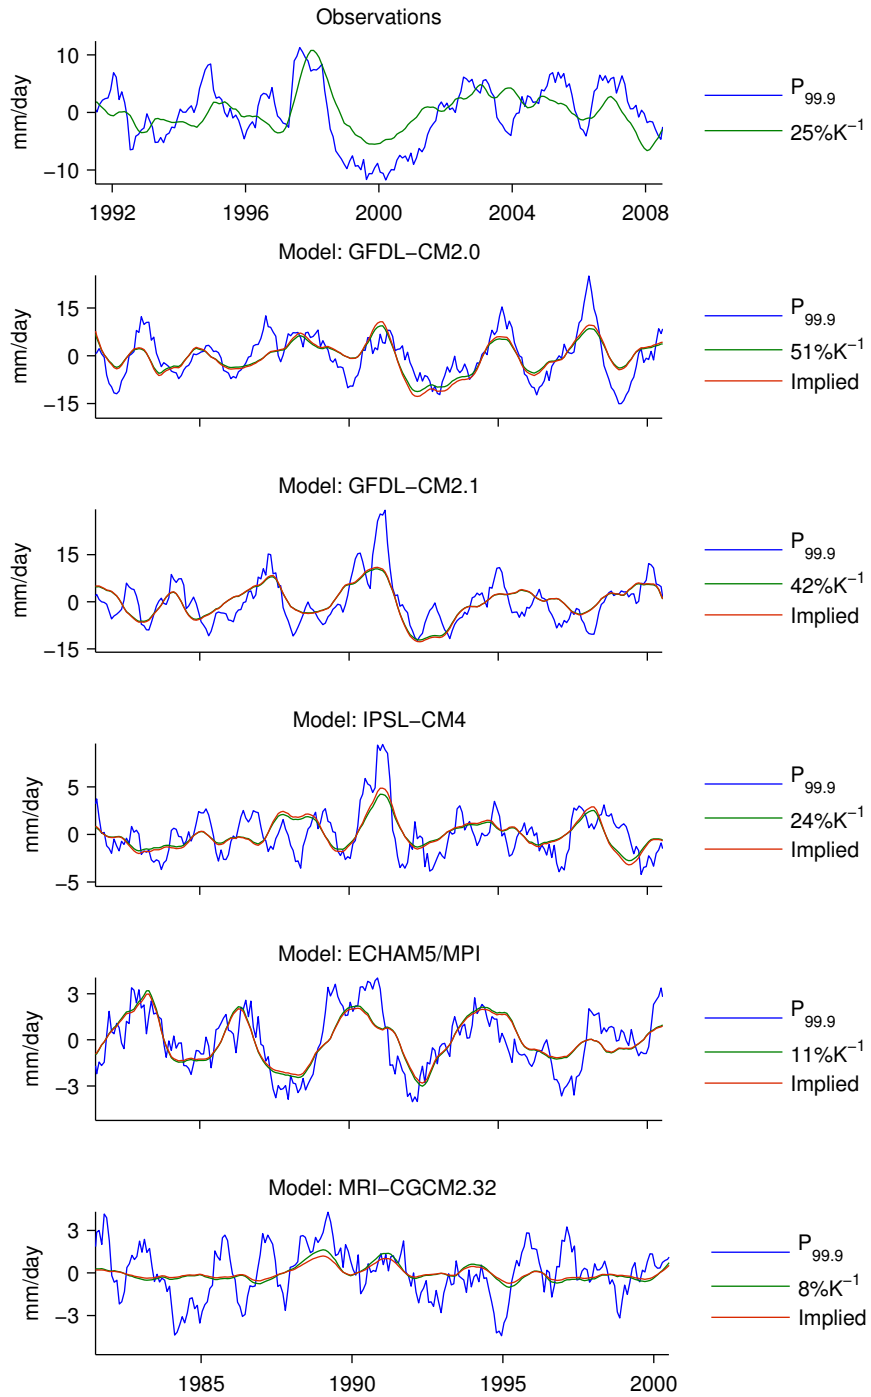 Observations
mm/day
10
0
−10
1992 1996 2000 2004 2008
P99.9
25%K−1
Model: GFDL−CM2.0
mm/day
15
0
−15
P99.9
51%K−1
Implied
Model: GFDL−CM2.1
mm/day
15
0
−15
P99.9
42%K−1
Implied
Model: IPSL−CM4
mm/day
5
0
−5
P99.9
24%K−1
Implied
Model: ECHAM5/MPI
mm/day
3
0
−3
P99.9
11%K−1
Implied
Model: MRI−CGCM2.32
mm/day
3
0
−3
P99.9
8%K−1
Implied
1985 1990 1995 2000